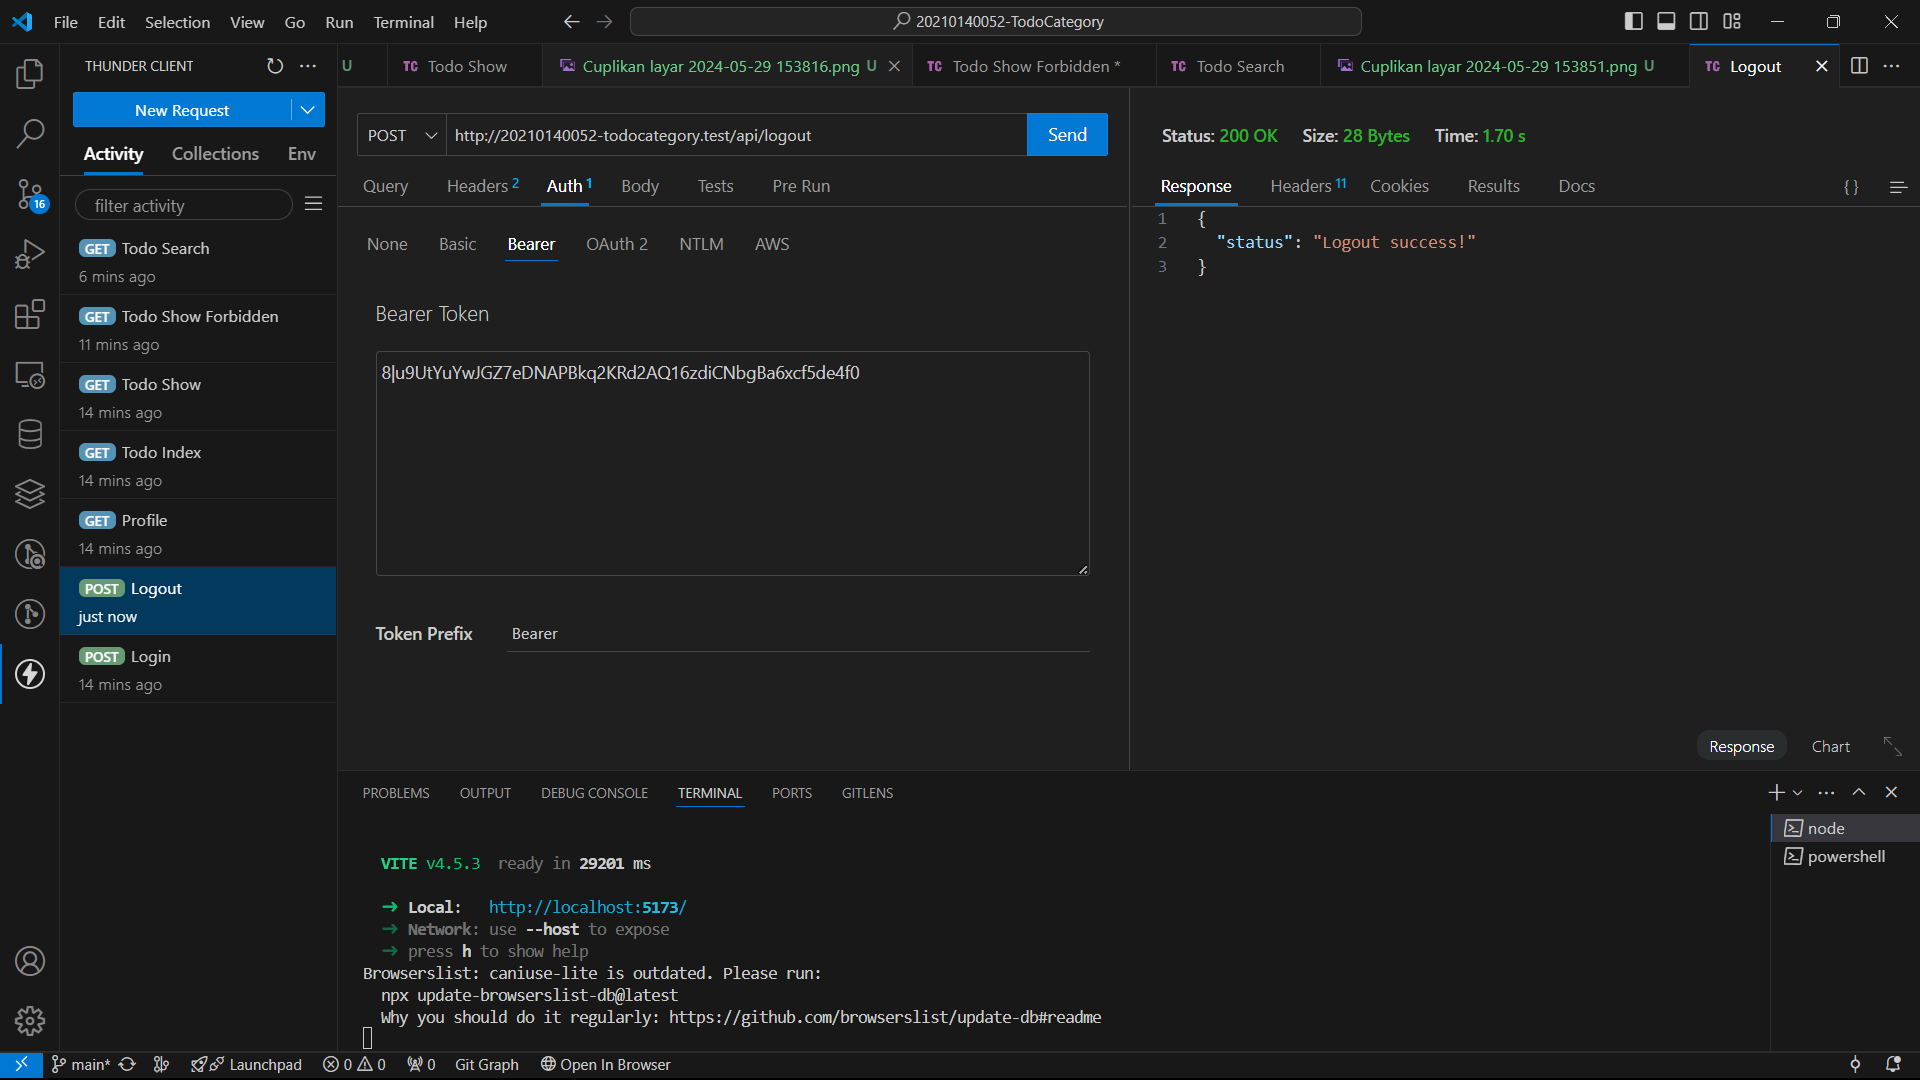 File Edit Selection View Go Run Terminal Help
20210140052-TodoCategory
THUNDER CLIENT
U
TC Todo Show
Cuplikan layar 2024-05-29 153816.png U
TC Todo Show Forbidden *
TC Todo Search
Cuplikan layar 2024-05-29 153851.png U
TC Logout
New Request
Activity Collections Env
filter activity
GET Todo Search
6 mins ago
GET Todo Show Forbidden
11 mins ago
GET Todo Show
14 mins ago
GET Todo Index
14 mins ago
GET Profile
14 mins ago
POST Logout
just now
POST Login
14 mins ago
16
POST http://20210140052-todocategory.test/api/logout Send
Query Headers 2 Auth 1 Body Tests Pre Run
None Basic Bearer OAuth 2 NTLM AWS
Bearer Token
8|u9UtYuYwJGZ7eDNAPBkq2KRd2AQ16zdiCNbgBa6xcf5de4f0
Token Prefix Bearer
Status: 200 OK Size: 28 Bytes Time: 1.70 s
Response Headers 11 Cookies Results Docs { }
1 {
2 "status": "Logout success!"
3 }
Response Chart
PROBLEMS OUTPUT DEBUG CONSOLE TERMINAL PORTS GITLENS
VITE v4.5.3 ready in 29201 ms
➜ Local: http://localhost:5173/
➜ Network: use --host to expose
➜ press h to show help
Browserslist: caniuse-lite is outdated. Please run:
npx update-browserslist-db@latest
Why you should do it regularly: https://github.com/browserslist/update-db#readme
node
powershell
main* Launchpad 0 0 0 Git Graph Open In Browser